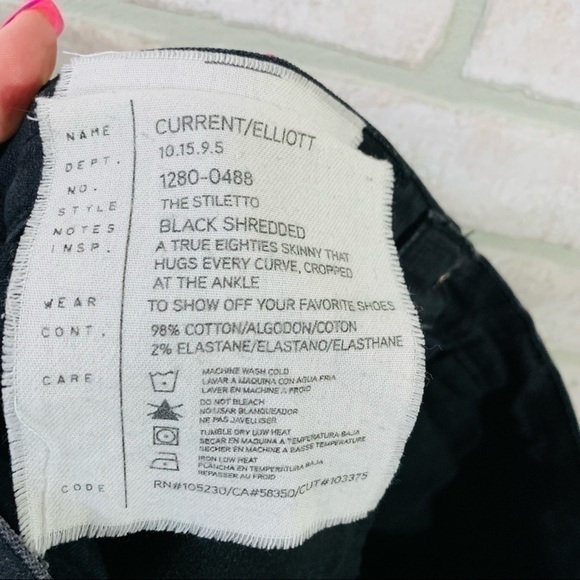 NAME CURRENT/ELLIOTT
DEPT. 10.15.9.5
NO. 1280-0488
STYLE THE STILETTO
NOTES BLACK SHREDDED
INSP. A TRUE EIGHTIES SKINNY THAT
HUGS EVERY CURVE, CROPPED
AT THE ANKLE
WEAR TO SHOW OFF YOUR FAVORITE SHOES
CONT. 98% COTTON/ALGODON/COTON
2% ELASTANE/ELASTANO/ELASTHANE
CARE MACHINE WASH COLD
LAVAR A MAQUINA CON AGUA FRIA
LAVER EN MACHINE A FROID
DO NOT BLEACH
NO USAR BLANQUEADOR
NE PAS JAVELLISER
TUMBLE DRY LOW HEAT
SECAR EN MAQUINA A TEMPERATURA BAJA
SECHER EN MACHINE A BASSE TEMPERATURE
IRON LOW HEAT
PLANCHA EN TEMPERATURA BAJA
REPASSER AU FROID
CODE RN#105230/CA#58350/CUT#103375